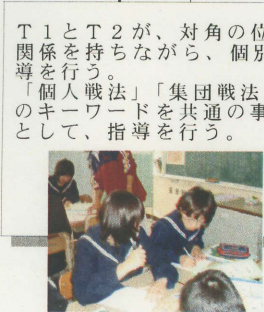 T1とT2が、対角の位
関係を持ちながら、個別
導を行う。
「個人戦法」「集団戦法
のキーワードを共通の事
として、指導を行う。